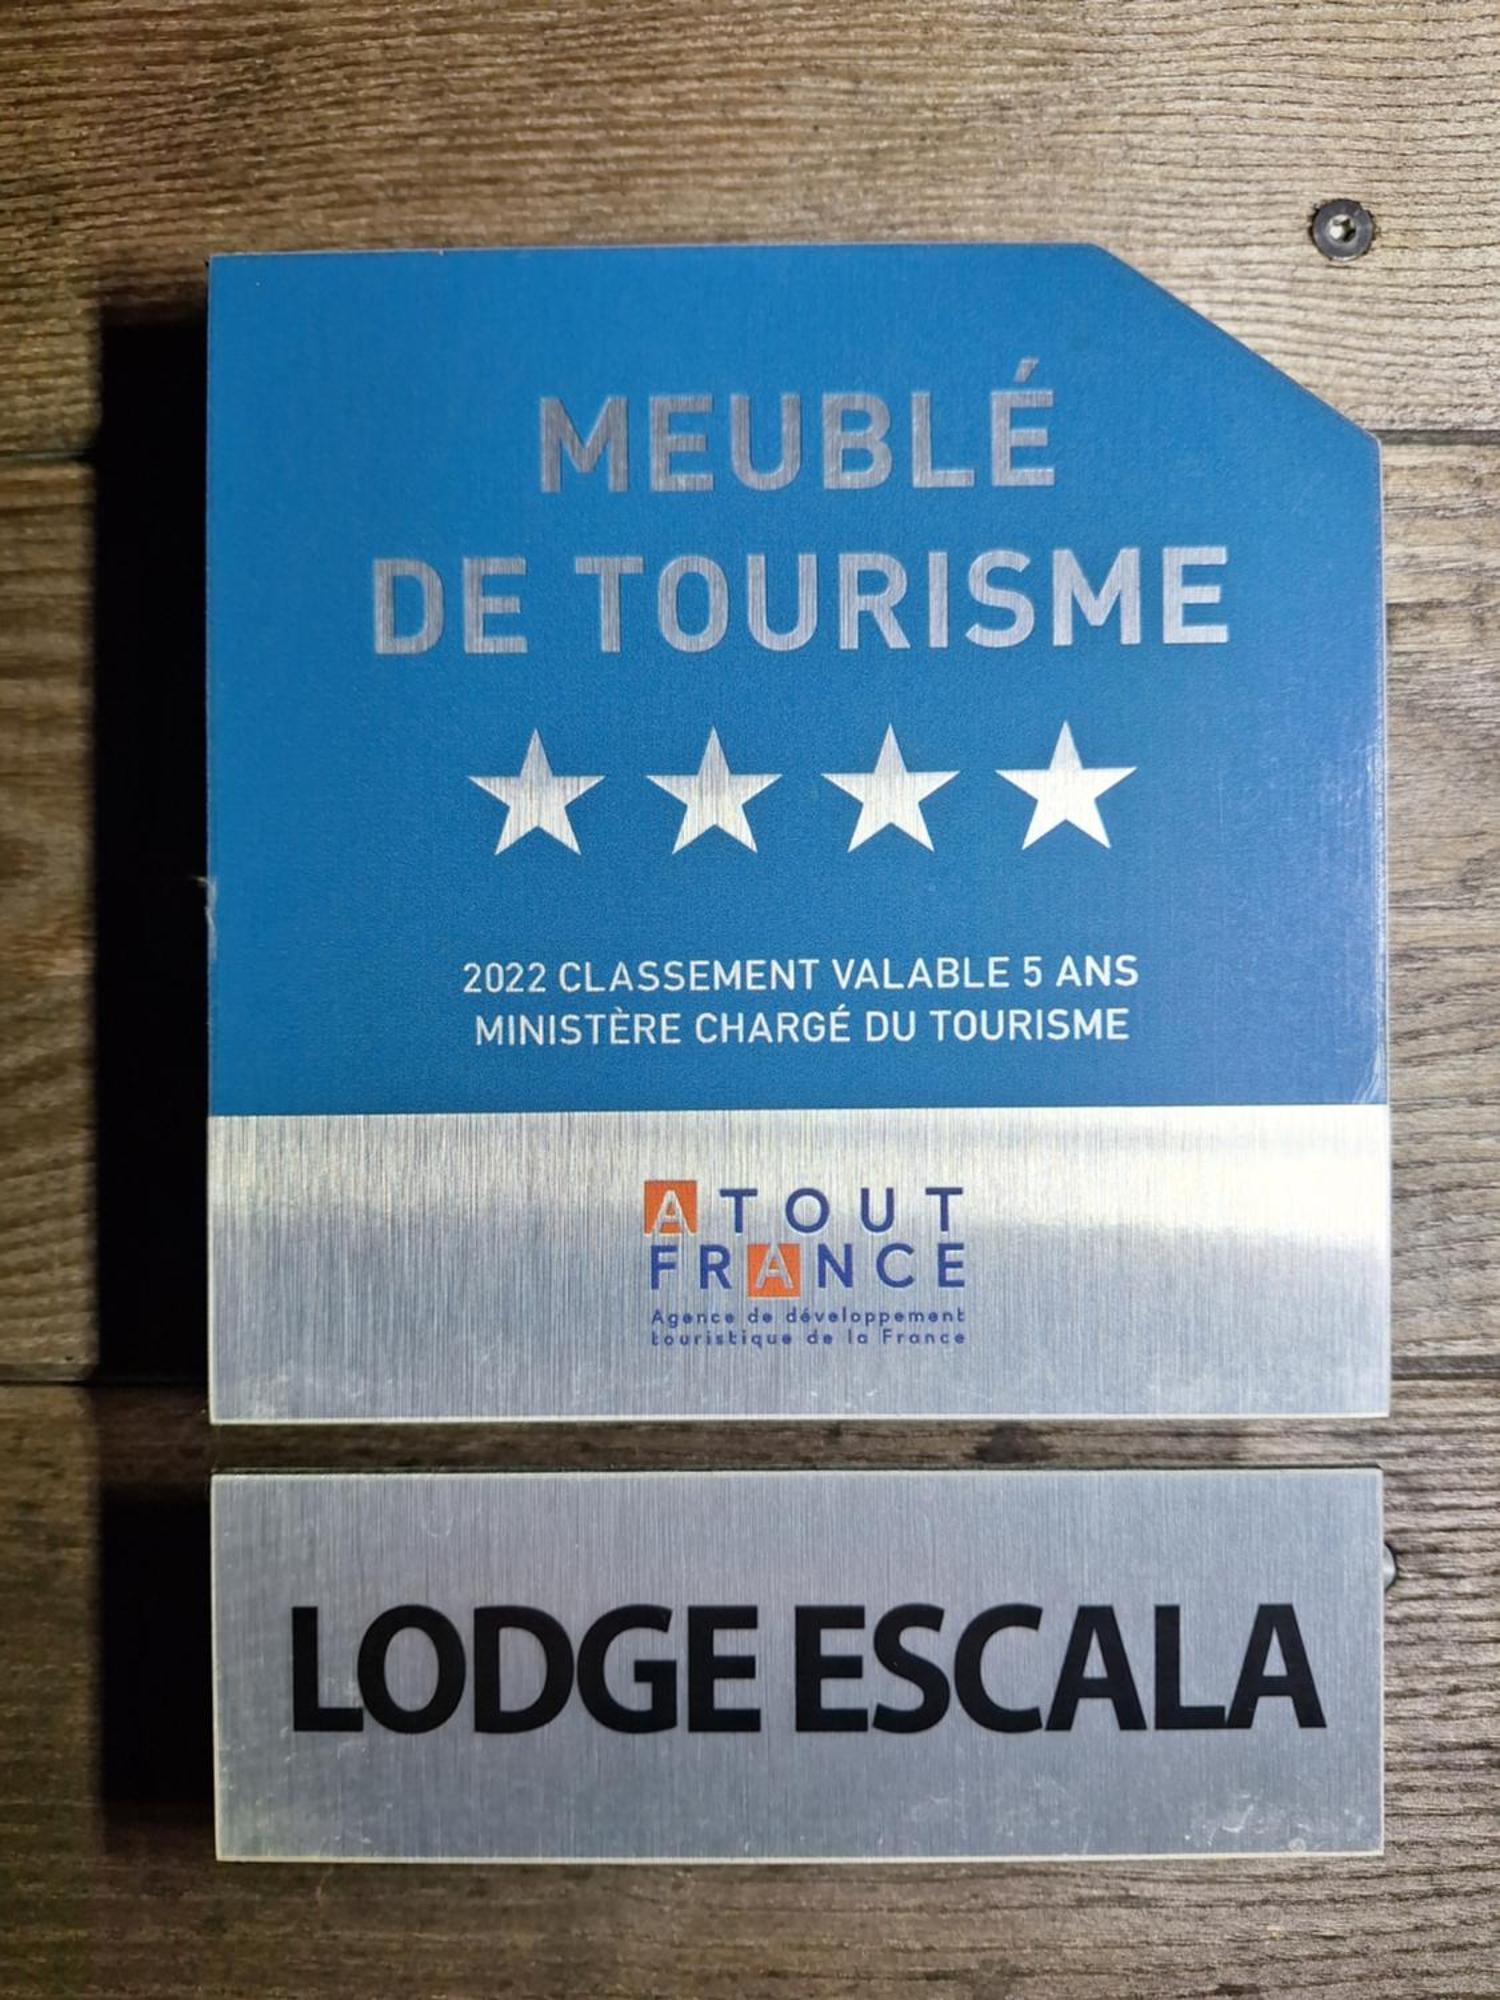 MEUBLÉ
DE TOURISME
2022 CLASSEMENT VALABLE 5 ANS
MINISTÈRE CHARGÉ DU TOURISME
ATOUT
FRANCE
Agence de développement
touristique de la France
LODGE ESCALA